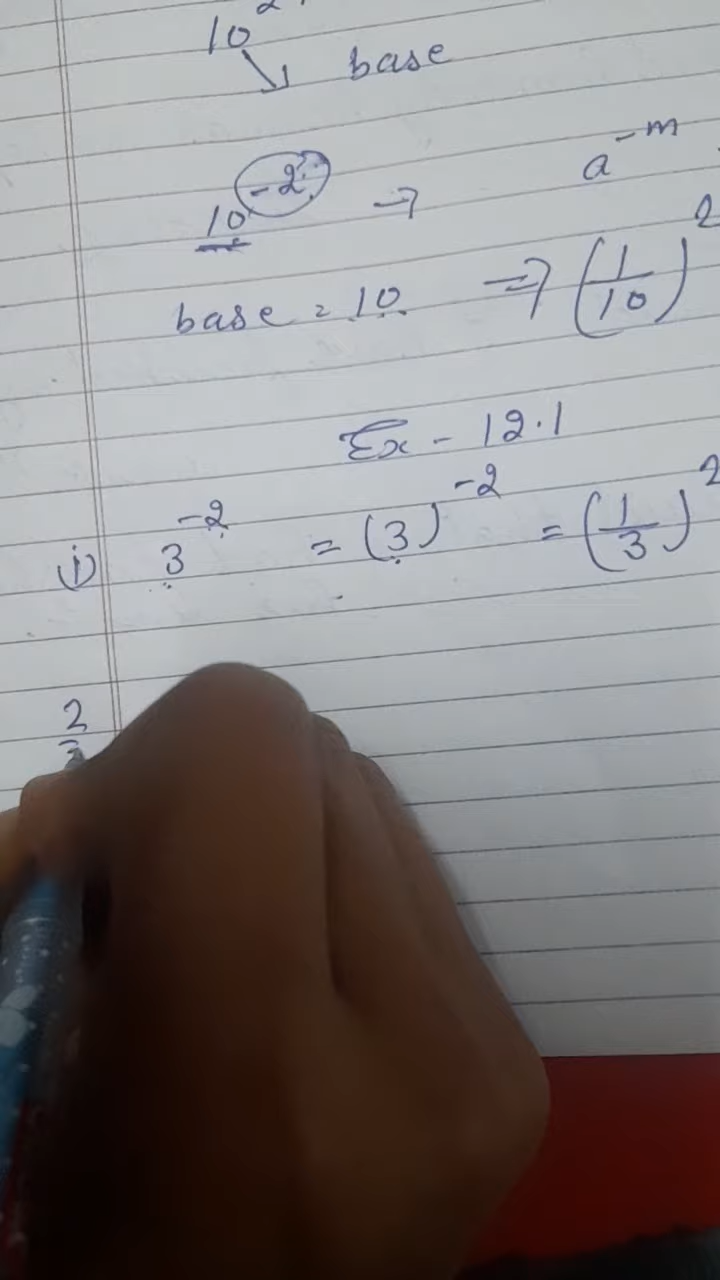 10²
base
10⁻² → a⁻ᵐ
base = 10 ⇒ (1/10)²
Ex - 12.1
(i) 3⁻² = (3)⁻² = (1/3)²
2